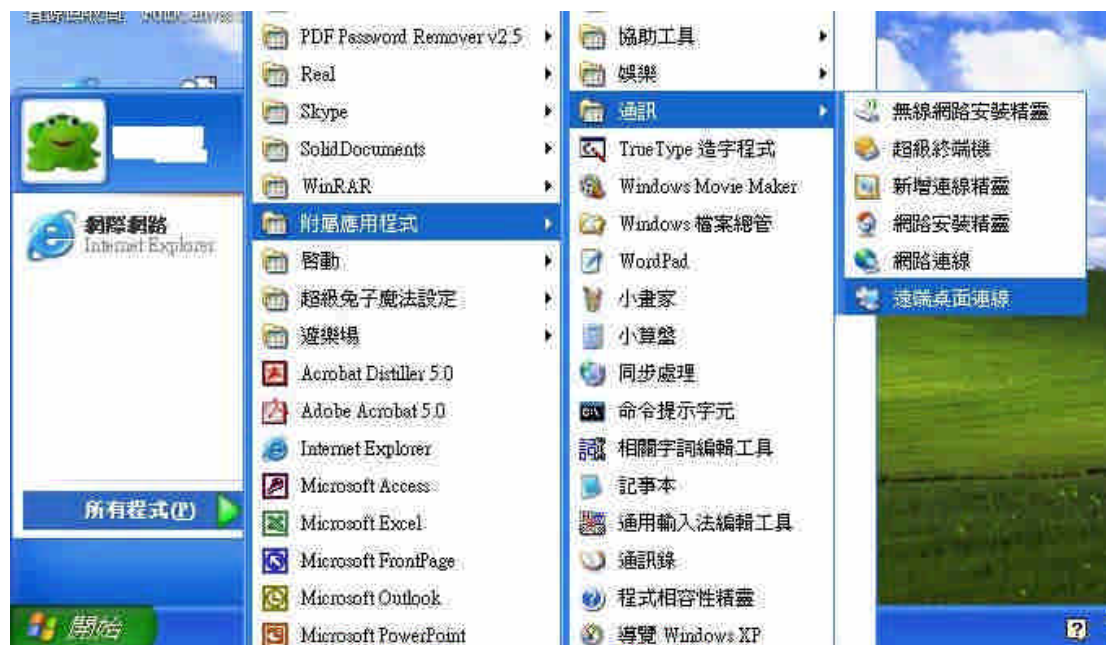 網際網路
Internet Explorer
所有程式(P)
開始
PDF Password Remover v2.5
Real
Skype
SolidDocuments
WinRAR
附屬應用程式
啟動
超級兔子魔法設定
遊樂場
Acrobat Distiller 5.0
Adobe Acrobat 5.0
Internet Explorer
Microsoft Access
Microsoft Excel
Microsoft FrontPage
Microsoft Outlook
Microsoft PowerPoint
協助工具
娛樂
通訊
TrueType 造字程式
Windows Movie Maker
Windows 檔案總管
WordPad
小畫家
小算盤
同步處理
命令提示字元
相關字詞編輯工具
記事本
通用輸入法編輯工具
通訊錄
程式相容性精靈
導覽 Windows XP
無線網路安裝精靈
超級終端機
新增連線精靈
網路安裝精靈
網路連線
遠端桌面連線